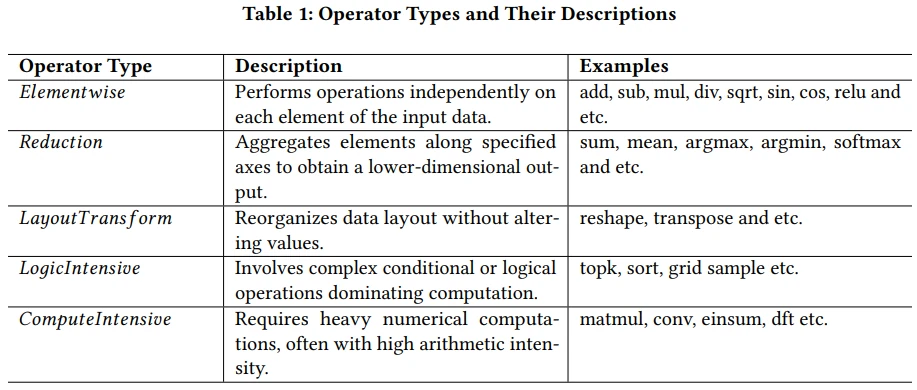 Table 1: Operator Types and Their Descriptions
Operator Type Description Examples
Elementwise Performs operations independently on add, sub, mul, div, sqrt, sin, cos, relu and
each element of the input data. etc.
Reduction Aggregates elements along specified sum, mean, argmax, argmin, softmax
axes to obtain a lower-dimensional out- and etc.
put.
LayoutTransform Reorganizes data layout without alter- reshape, transpose and etc.
ing values.
LogicIntensive Involves complex conditional or logical topk, sort, grid sample etc.
operations dominating computation.
ComputeIntensive Requires heavy numerical computa- matmul, conv, einsum, dft etc.
tions, often with high arithmetic inten-
sity.